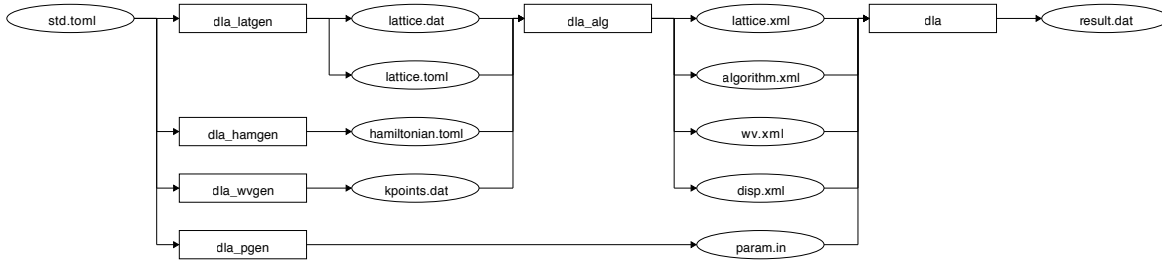 std.toml
dla_latgen
lattice.dat
dla_alg
lattice.xml
dla
result.dat
lattice.toml
algorithm.xml
dla_hamgen
hamiltonian.toml
wv.xml
dla_wvgen
kpoints.dat
disp.xml
dla_pgen
param.in